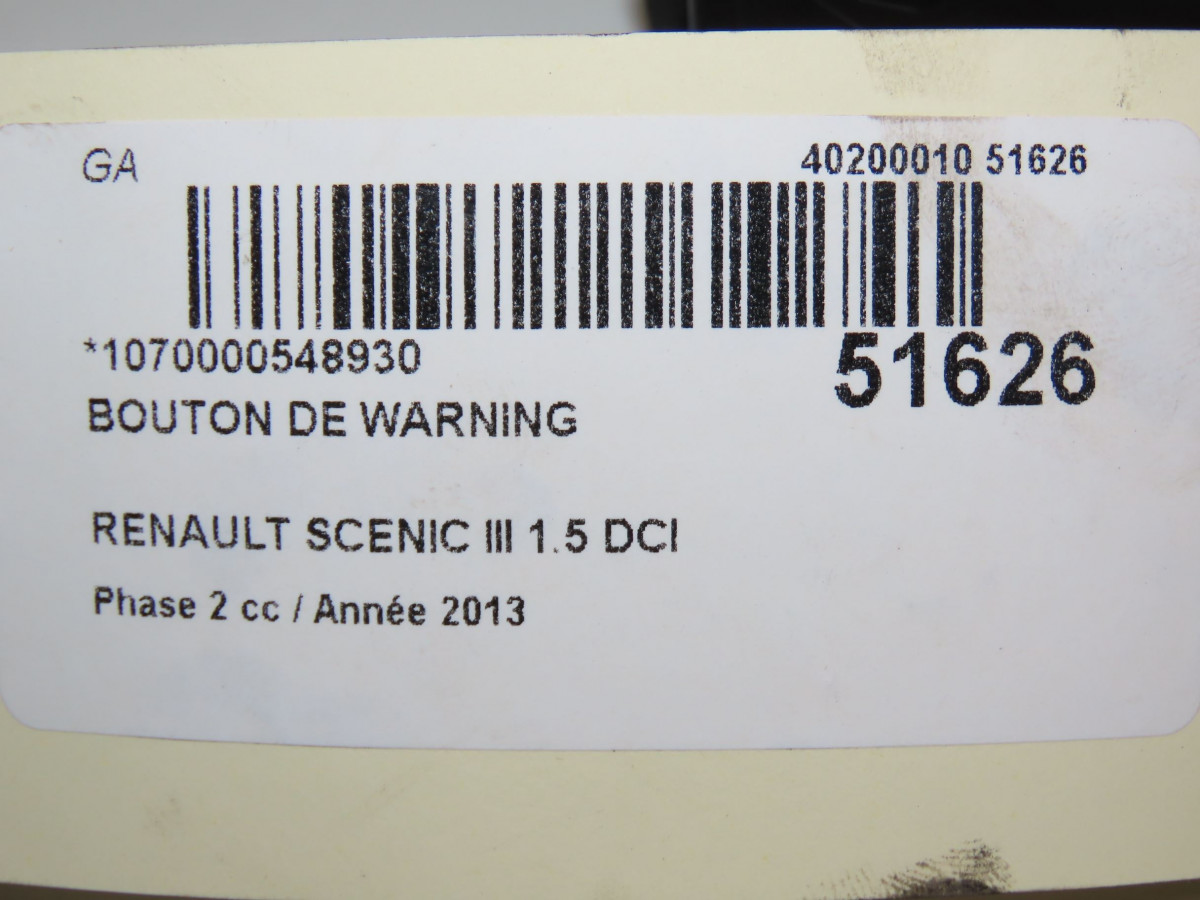 GA
40200010 51626
*1070000548930
51626
BOUTON DE WARNING
RENAULT SCENIC III 1.5 DCI
Phase 2 cc / Année 2013